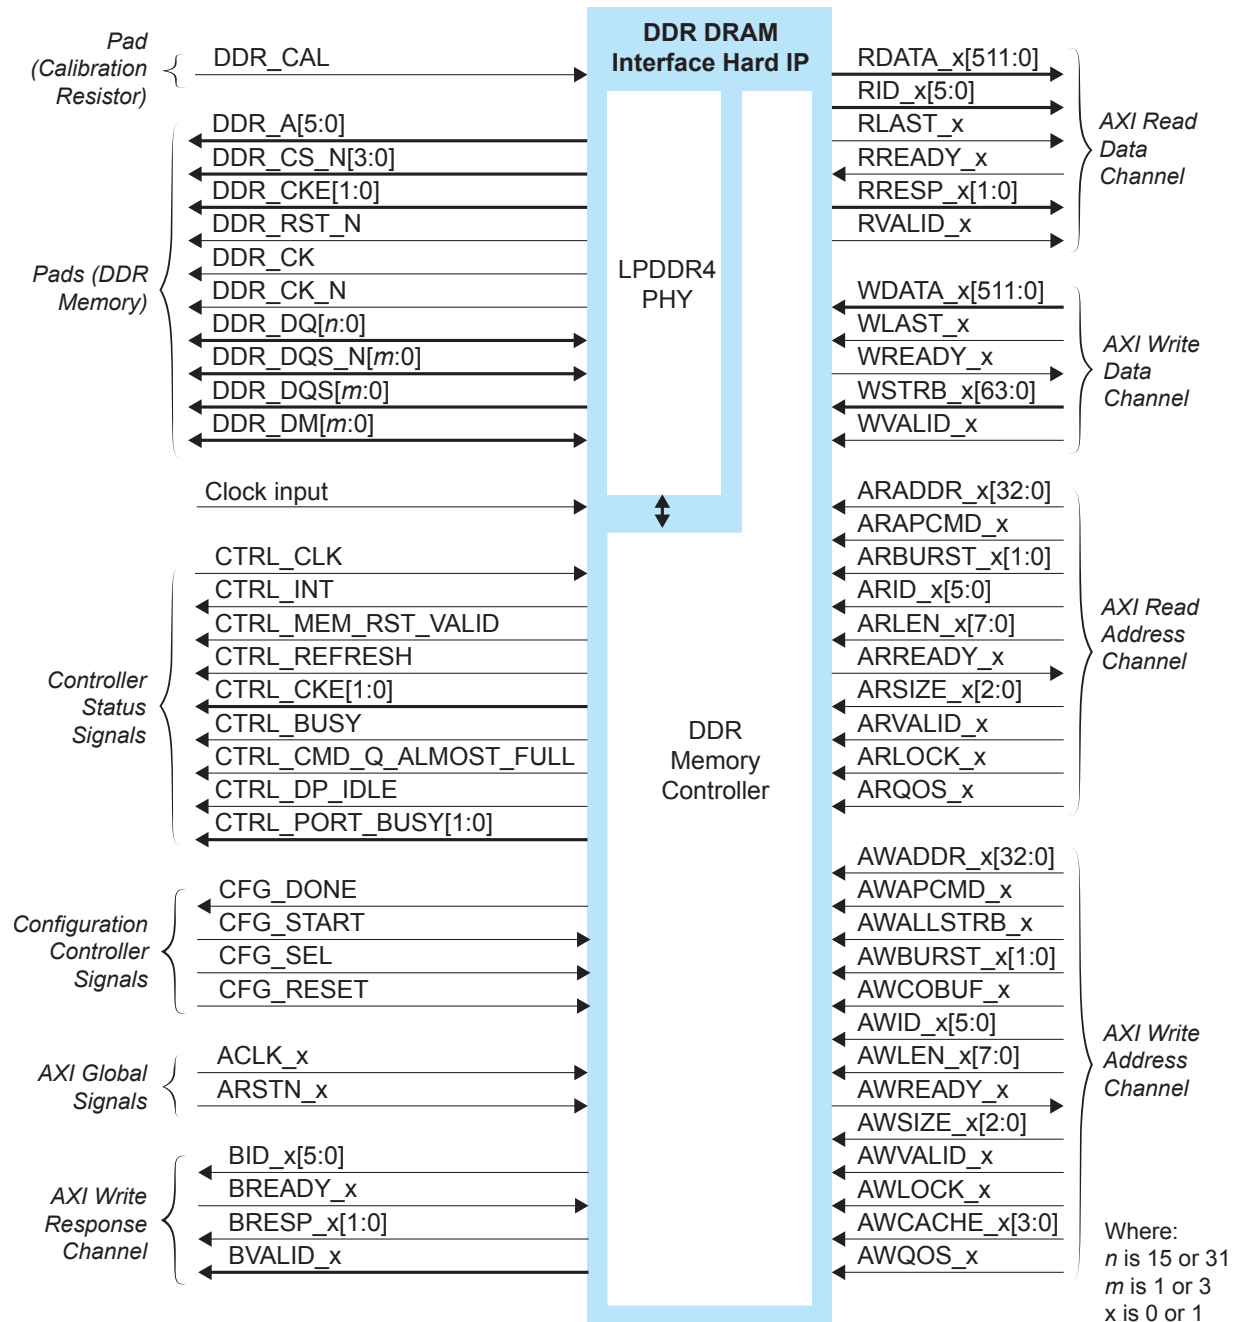 Pad
(Calibration
Resistor)
DDR_CAL
Pads (DDR
Memory)
DDR_A[5:0]
DDR_CS_N[3:0]
DDR_CKE[1:0]
DDR_RST_N
DDR_CK
DDR_CK_N
DDR_DQ[n:0]
DDR_DQS_N[m:0]
DDR_DQS[m:0]
DDR_DM[m:0]
Clock input
Controller
Status
Signals
CTRL_CLK
CTRL_INT
CTRL_MEM_RST_VALID
CTRL_REFRESH
CTRL_CKE[1:0]
CTRL_BUSY
CTRL_CMD_Q_ALMOST_FULL
CTRL_DP_IDLE
CTRL_PORT_BUSY[1:0]
Configuration
Controller
Signals
CFG_DONE
CFG_START
CFG_SEL
CFG_RESET
AXI Global
Signals
ACLK_x
ARSTN_x
AXI Write
Response
Channel
BID_x[5:0]
BREADY_x
BRESP_x[1:0]
BVALID_x
DDR DRAM
Interface Hard IP
LPDDR4
PHY
DDR
Memory
Controller
RDATA_x[511:0]
RID_x[5:0]
RLAST_x
RREADY_x
RRESP_x[1:0]
RVALID_x
AXI Read
Data
Channel
WDATA_x[511:0]
WLAST_x
WREADY_x
WSTRB_x[63:0]
WVALID_x
AXI Write
Data
Channel
ARADDR_x[32:0]
ARAPCMD_x
ARBURST_x[1:0]
ARID_x[5:0]
ARLEN_x[7:0]
ARREADY_x
ARSIZE_x[2:0]
ARVALID_x
ARLOCK_x
ARQOS_x
AXI Read
Address
Channel
AWADDR_x[32:0]
AWAPCMD_x
AWALLSTRB_x
AWBURST_x[1:0]
AWCOBUF_x
AWID_x[5:0]
AWLEN_x[7:0]
AWREADY_x
AWSIZE_x[2:0]
AWVALID_x
AWLOCK_x
AWCACHE_x[3:0]
AWQOS_x
AXI Write
Address
Channel
Where:
n is 15 or 31
m is 1 or 3
x is 0 or 1